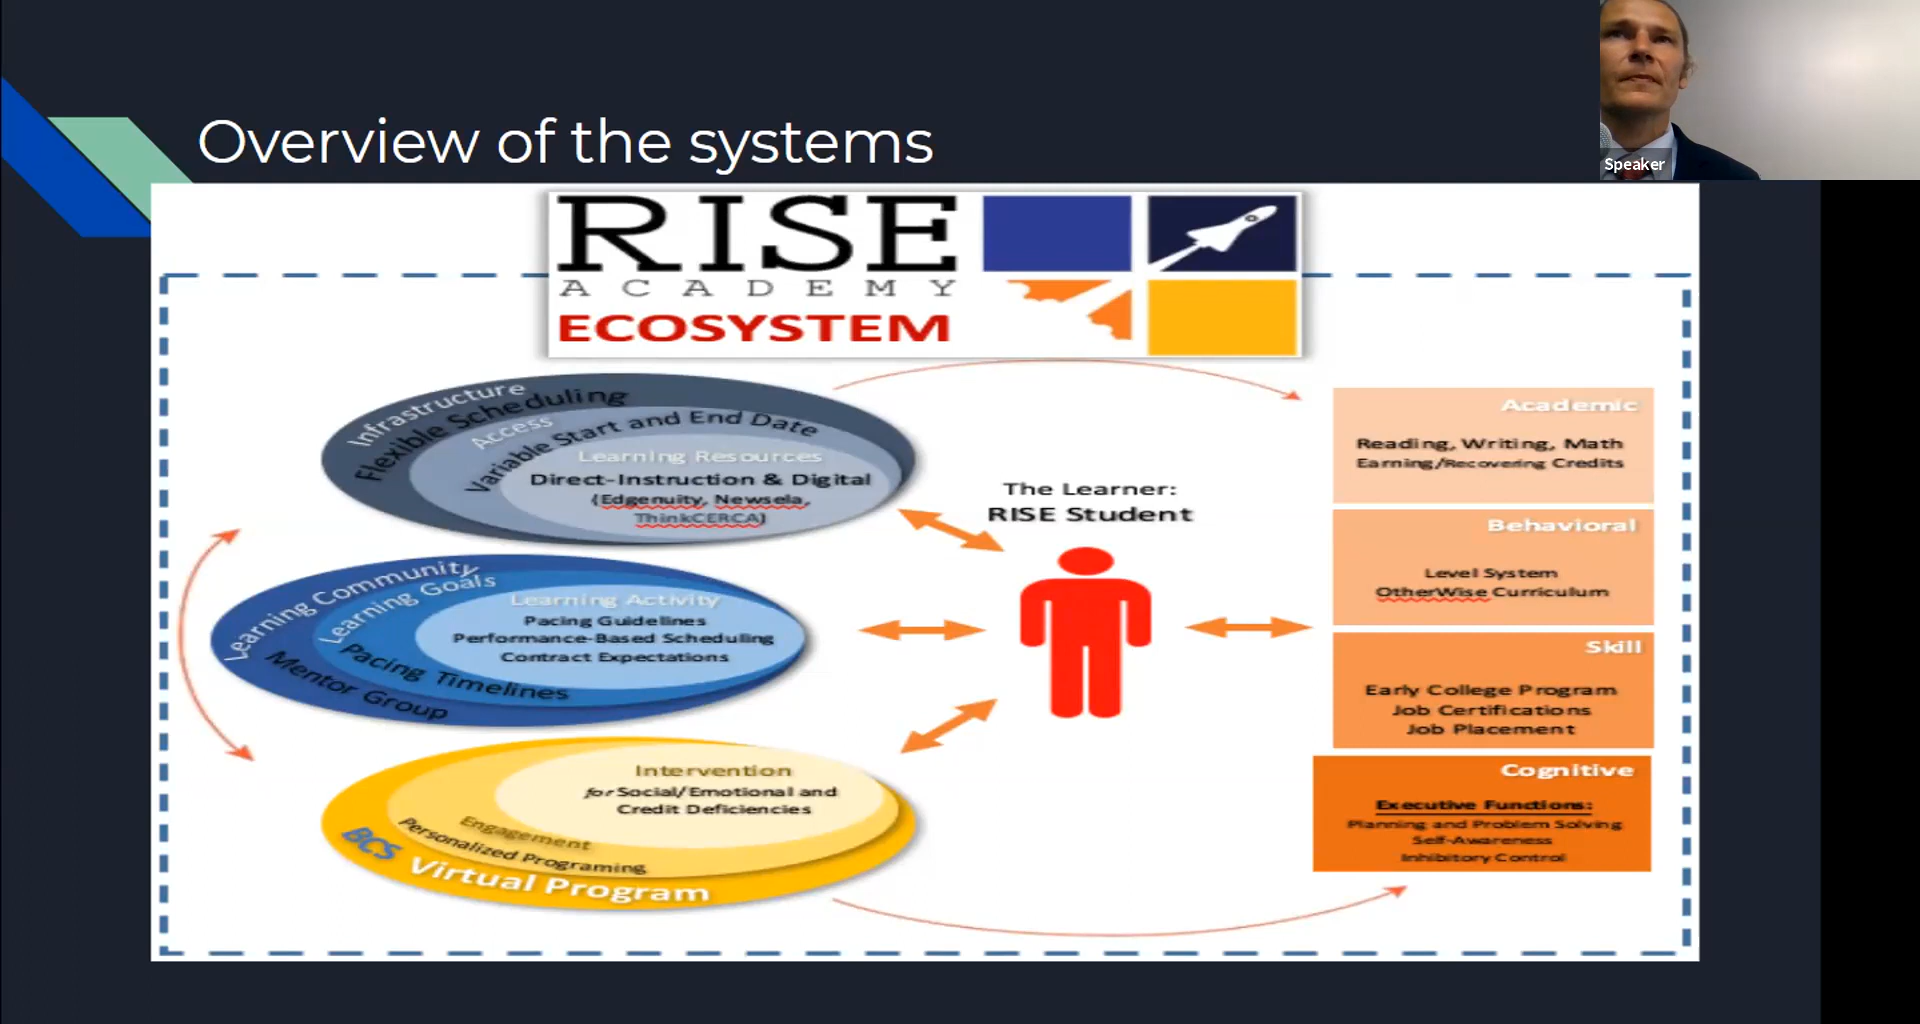 Speaker
Overview of the systems
RISE
ACADEMY
ECOSYSTEM
Infrastructure
Flexible Scheduling
Access
Variable Start and End Date
Learning Resources
Direct-Instruction & Digital
(Edgenuity, Newsela,
ThinkCERCA)
Learning Community
Learning Goals
Learning Activity
Pacing Guidelines
Performance-Based Scheduling
Contract Expectations
Pacing Timelines
Mentor Group
Intervention
for Social/Emotional and
Credit Deficiencies
Engagement
Personalized Programing
BCS Virtual Program
The Learner:
RISE Student
Academic
Reading, Writing, Math
Earning/Recovering Credits
Behavioral
Level System
OtherWise Curriculum
Skill
Early College Program
Job Certifications
Job Placement
Cognitive
Executive Functions:
Planning and Problem Solving
Self-Awareness
Inhibitory Control